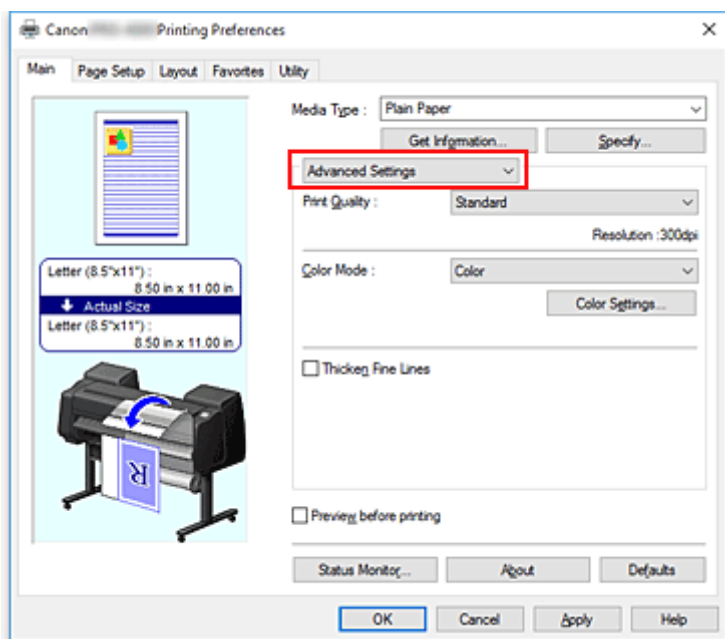 Canon Printing Preferences
Main Page Setup Layout Favorites Utility
Media Type : Plain Paper
Get Information... Specify...
Advanced Settings
Print Quality : Standard
Resolution :300dpi
Color Mode : Color
Color Settings...
Thicken Fine Lines
Letter (8.5"x11") :
8.50 in x 11.00 in
Actual Size
Letter (8.5"x11") :
8.50 in x 11.00 in
R
Preview before printing
Status Monitor... About Defaults
OK Cancel Apply Help